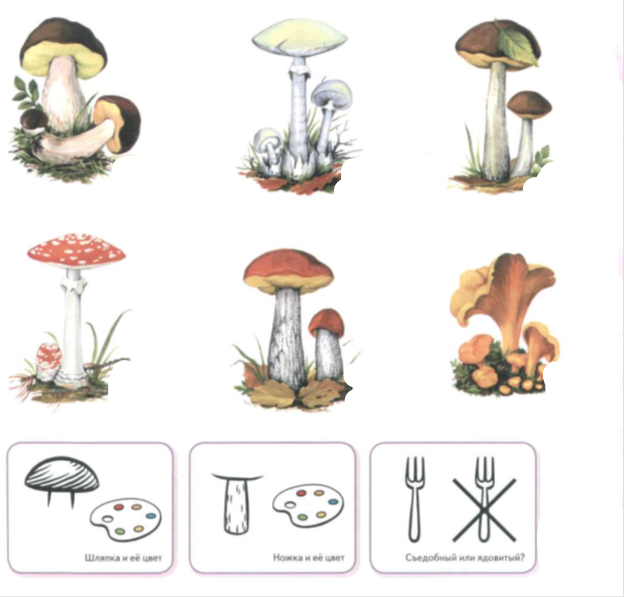 Шляпка и её цвет
Ножка и её цвет
Съедобный или ядовитый?